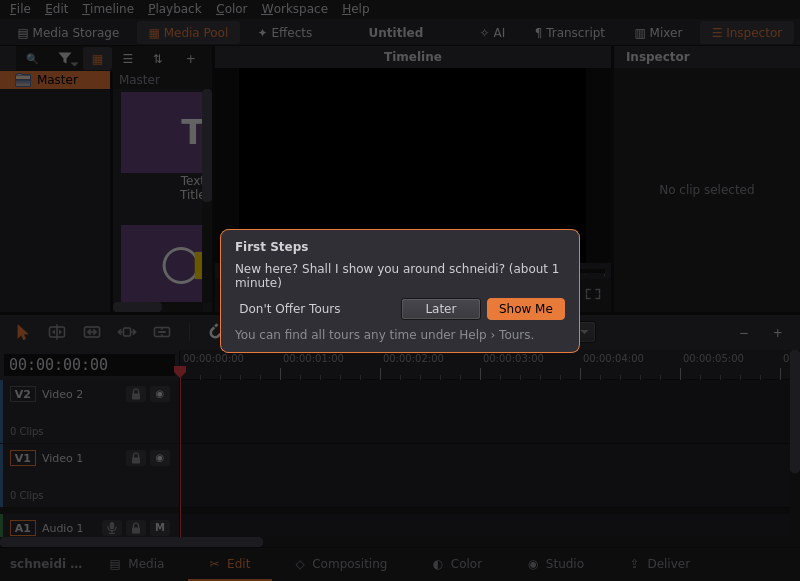 File Edit Timeline Playback Color Workspace Help
Media Storage Media Pool Effects Untitled AI Transcript Mixer Inspector
Timeline
Inspector
Master
Master
T
Text
Title
No clip selected
First Steps
New here? Shall I show you around schneidi? (about 1
minute)
Don't Offer Tours Later Show Me
You can find all tours any time under Help › Tours.
00:00:00:00
00:00:00:00 00:00:01:00 00:00:02:00 00:00:03:00 00:00:04:00 00:00:05:00
V2 Video 2
0 Clips
V1 Video 1
0 Clips
A1 Audio 1 M
schneidi ... Media Edit Compositing Color Studio Deliver